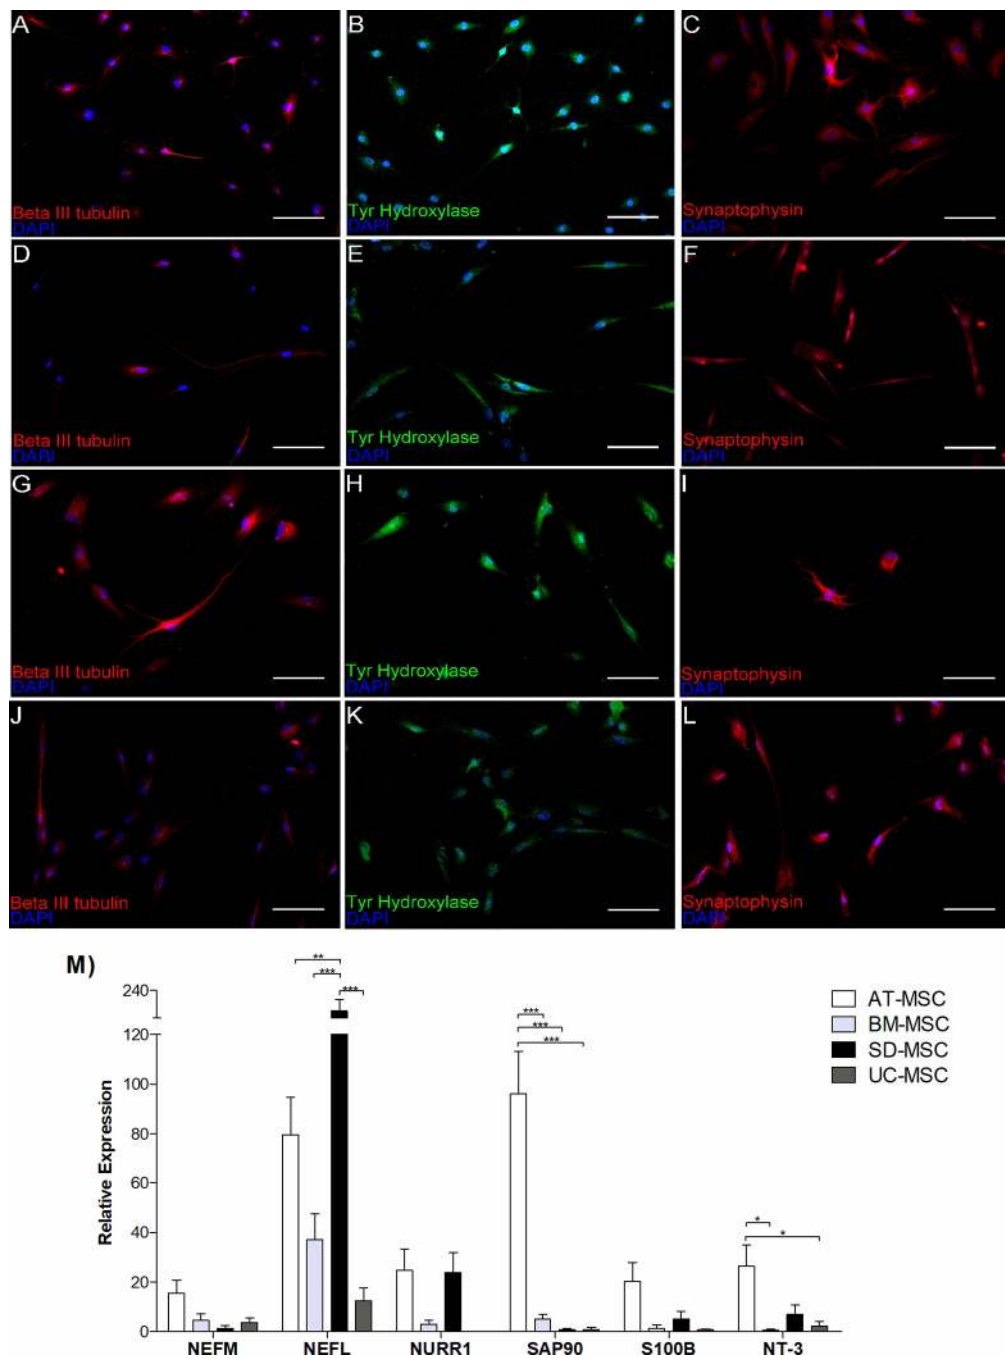 A
Beta III tubulin
DAPI
B
Tyr Hydroxylase
DAPI
C
Synaptophysin
DAPI
D
Beta III tubulin
DAPI
E
Tyr Hydroxylase
DAPI
F
Synaptophysin
DAPI
G
Beta III tubulin
DAPI
H
Tyr Hydroxylase
DAPI
I
Synaptophysin
DAPI
J
Beta III tubulin
DAPI
K
Tyr Hydroxylase
DAPI
L
Synaptophysin
DAPI
M)
Relative Expression
240
120
100
80
60
40
20
0
**
***
***
***
***
***
*
*
AT-MSC
BM-MSC
SD-MSC
UC-MSC
NEFM NEFL NURR1 SAP90 S100B NT-3